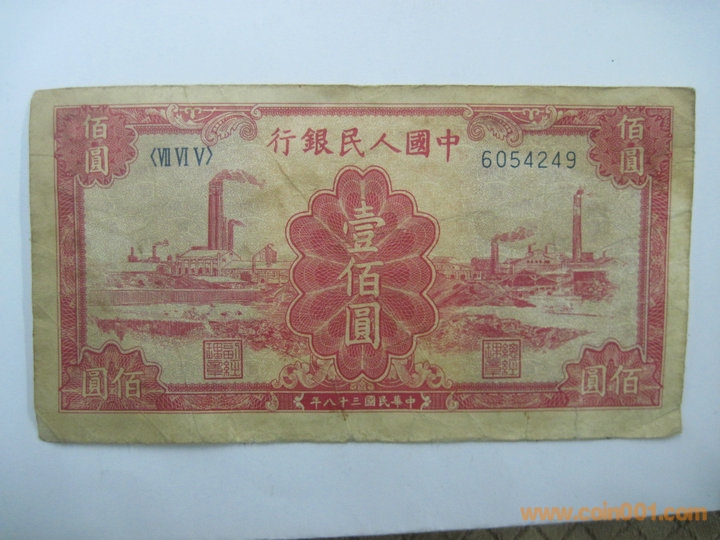 中國人民銀行
〈Ⅶ Ⅵ Ⅴ〉
6054249
佰圓
佰圓
壹佰圓
佰圓
佰圓
中華民國三十八年
www.coin001.com